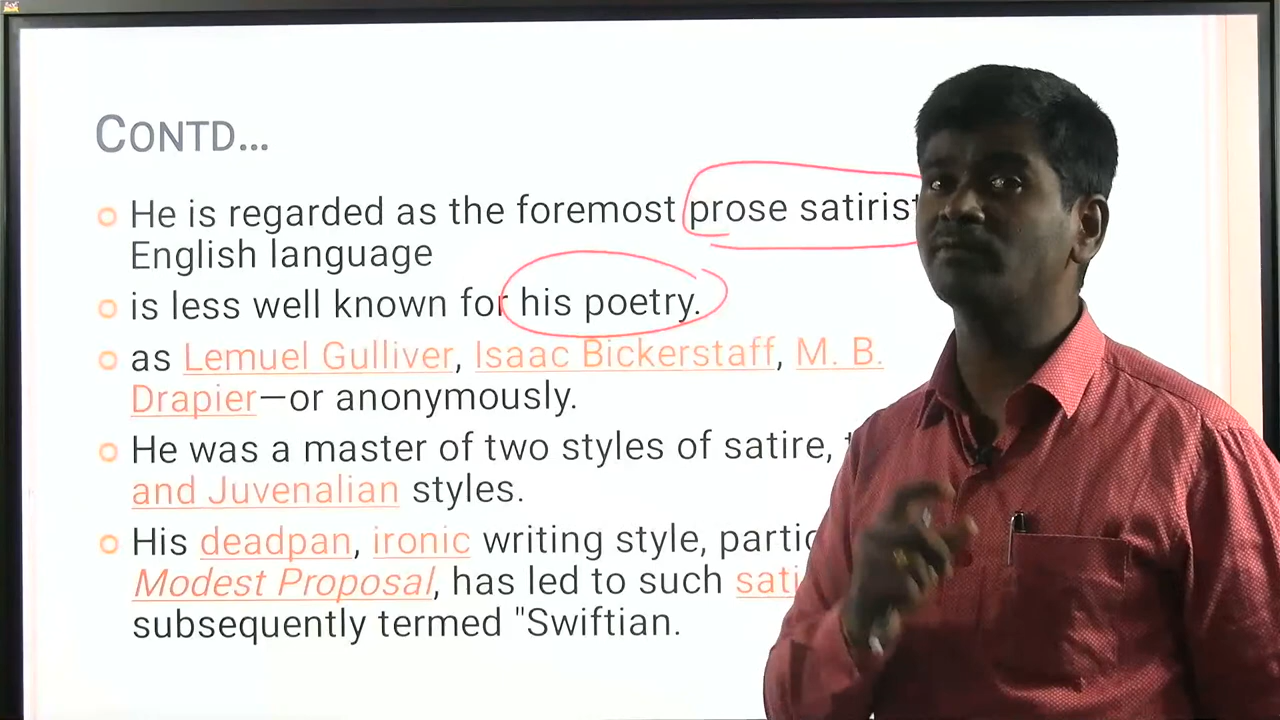 CONTD...
He is regarded as the foremost prose satirist
English language
is less well known for his poetry.
as Lemuel Gulliver, Isaac Bickerstaff, M. B.
Drapier—or anonymously.
He was a master of two styles of satire,
and Juvenalian styles.
His deadpan, ironic writing style,
Modest Proposal, has led to such
subsequently termed "Swiftian.